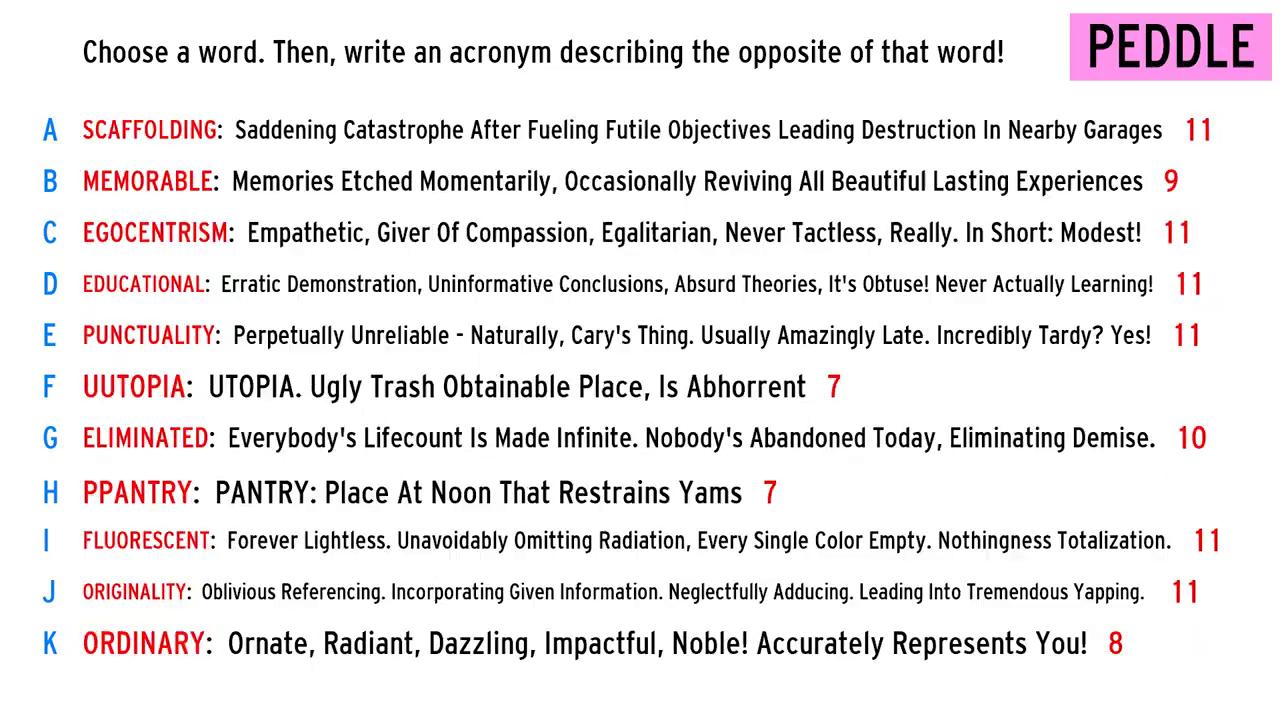 Choose a word. Then, write an acronym describing the opposite of that word!
PEDDLE
A SCAFFOLDING: Saddening Catastrophe After Fueling Futile Objectives Leading Destruction In Nearby Garages 11
B MEMORABLE: Memories Etched Momentarily, Occasionally Reviving All Beautiful Lasting Experiences 9
C EGOCENTRISM: Empathetic, Giver Of Compassion, Egalitarian, Never Tactless, Really. In Short: Modest! 11
D EDUCATIONAL: Erratic Demonstration, Uninformative Conclusions, Absurd Theories, It's Obtuse! Never Actually Learning! 11
E PUNCTUALITY: Perpetually Unreliable - Naturally, Cary's Thing. Usually Amazingly Late. Incredibly Tardy? Yes! 11
F UUTOPIA: UTOPIA. Ugly Trash Obtainable Place, Is Abhorrent 7
G ELIMINATED: Everybody's Lifecount Is Made Infinite. Nobody's Abandoned Today, Eliminating Demise. 10
H PPANTRY: PANTRY: Place At Noon That Restrains Yams 7
I FLUORESCENT: Forever Lightless. Unavoidably Omitting Radiation, Every Single Color Empty. Nothingness Totalization. 11
J ORIGINALITY: Oblivious Referencing. Incorporating Given Information. Neglectfully Adducing. Leading Into Tremendous Yapping. 11
K ORDINARY: Ornate, Radiant, Dazzling, Impactful, Noble! Accurately Represents You! 8